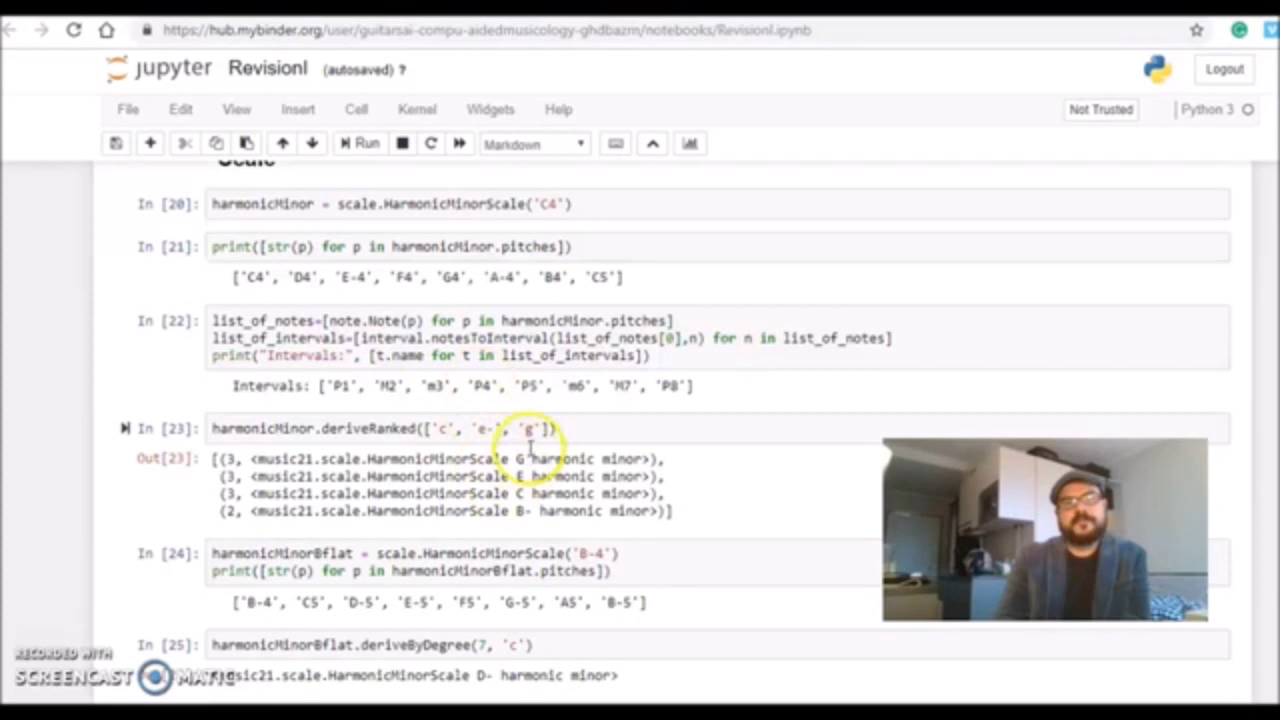 https://hub.mybinder.org/user/guitarsai-compu-aidedmusicology-ghdbazm/notebooks/RevisionI.ipynb
jupyter RevisionI (autosaved) ?
Logout
File Edit View Insert Cell Kernel Widgets Help
Not Trusted
Python 3
Run
Markdown
Scale
In [20]: harmonicMinor = scale.HarmonicMinorScale('C4')
In [21]: print([str(p) for p in harmonicMinor.pitches])
['C4', 'D4', 'E-4', 'F4', 'G4', 'A-4', 'B4', 'C5']
In [22]: list_of_notes=[note.Note(p) for p in harmonicMinor.pitches]
list_of_intervals=[interval.notesToInterval(list_of_notes[0],n) for n in list_of_notes]
print("Intervals:", [t.name for t in list_of_intervals])
Intervals: ['P1', 'M2', 'm3', 'P4', 'P5', 'm6', 'M7', 'P8']
In [23]: harmonicMinor.deriveRanked(['c', 'e-', 'g'])
Out[23]: [(3, <music21.scale.HarmonicMinorScale G harmonic minor>),
(3, <music21.scale.HarmonicMinorScale E harmonic minor>),
(3, <music21.scale.HarmonicMinorScale C harmonic minor>),
(2, <music21.scale.HarmonicMinorScale B- harmonic minor>)]
In [24]: harmonicMinorBflat = scale.HarmonicMinorScale('B-4')
print([str(p) for p in harmonicMinorBflat.pitches])
['B-4', 'C5', 'D-5', 'E-5', 'F5', 'G-5', 'A5', 'B-5']
In [25]: harmonicMinorBflat.deriveByDegree(7, 'c')
music21.scale.HarmonicMinorScale D- harmonic minor>
RECORDED WITH
SCREENCAST MATIC